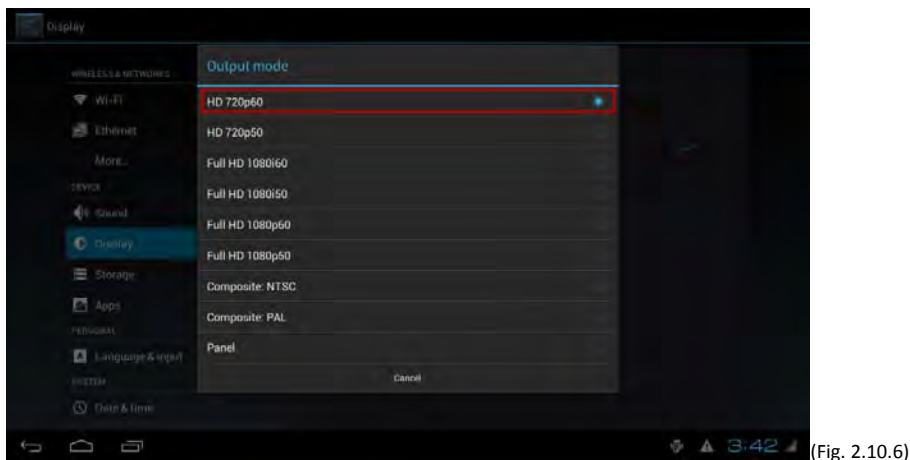 Display
WIRELESS & NETWORKS
Wi-Fi
Ethernet
More...
DEVICE
Sound
Display
Storage
Apps
PERSONAL
Language & input
SYSTEM
Date & time
Output mode
HD 720p60
HD 720p50
Full HD 1080i60
Full HD 1080i50
Full HD 1080p60
Full HD 1080p50
Composite: NTSC
Composite: PAL
Panel
Cancel
3:42
(Fig. 2.10.6)